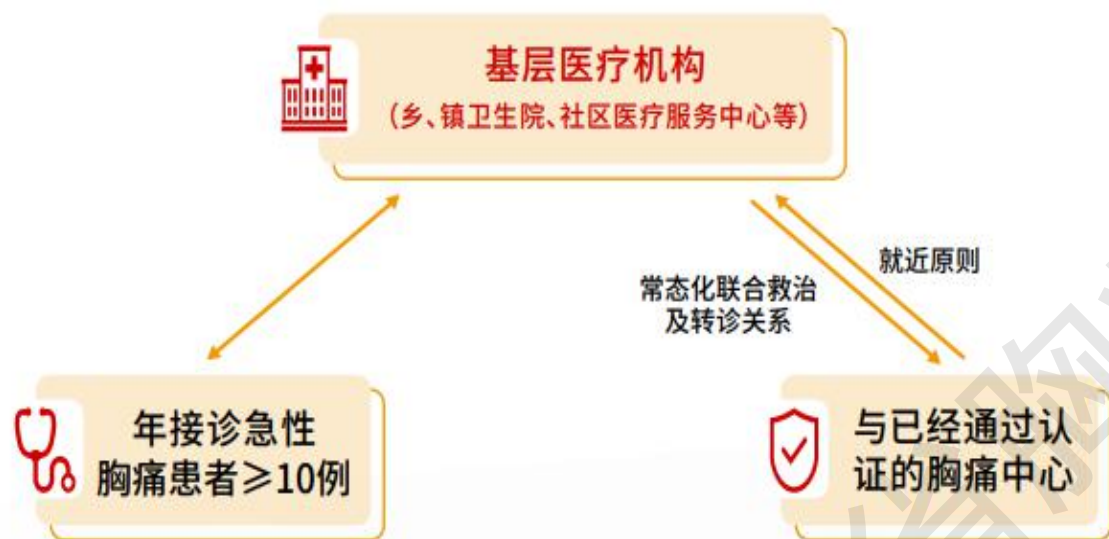 基层医疗机构
（乡、镇卫生院、社区医疗服务中心等）
就近原则
常态化联合救治
及转诊关系
年接诊急性
胸痛患者≥10例
与已经通过认
证的胸痛中心
省胸